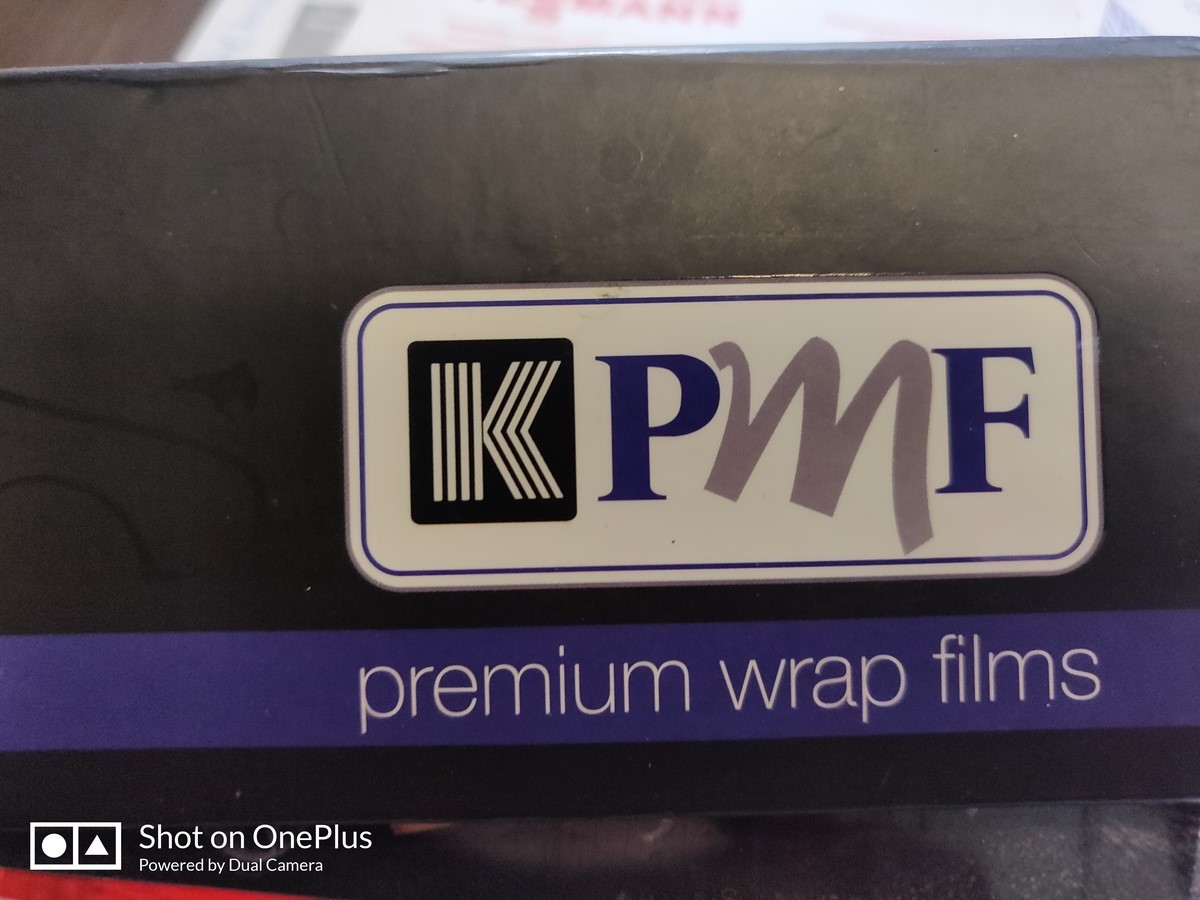 KPMF
premium wrap films
Shot on OnePlus
Powered by Dual Camera